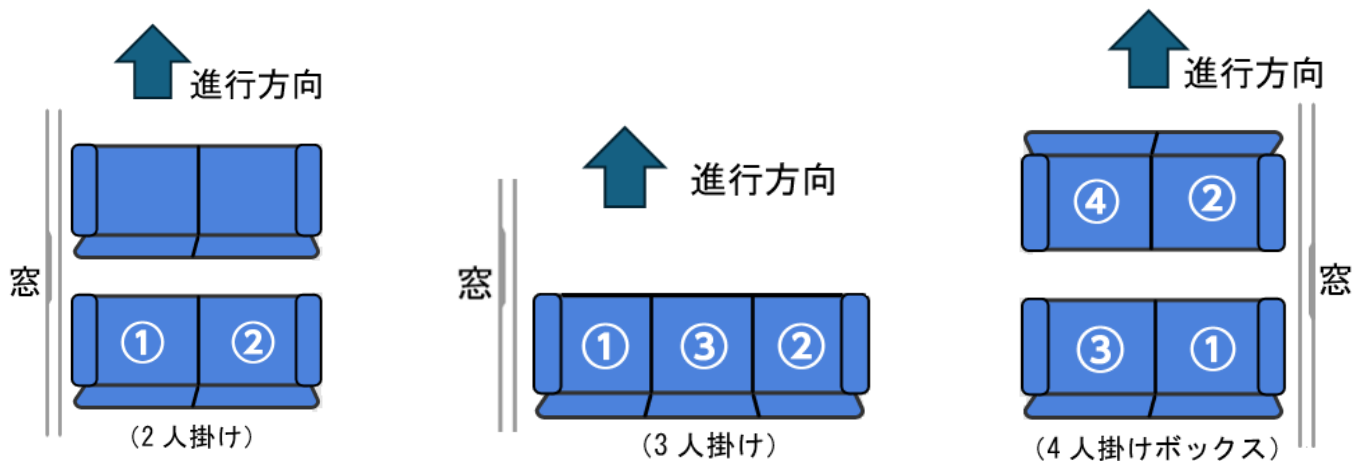 進行方向
窓
① ②
(2 人掛け)
進行方向
窓
① ③ ②
(3 人掛け)
進行方向
④ ②
窓
③ ①
(4 人掛けボックス)